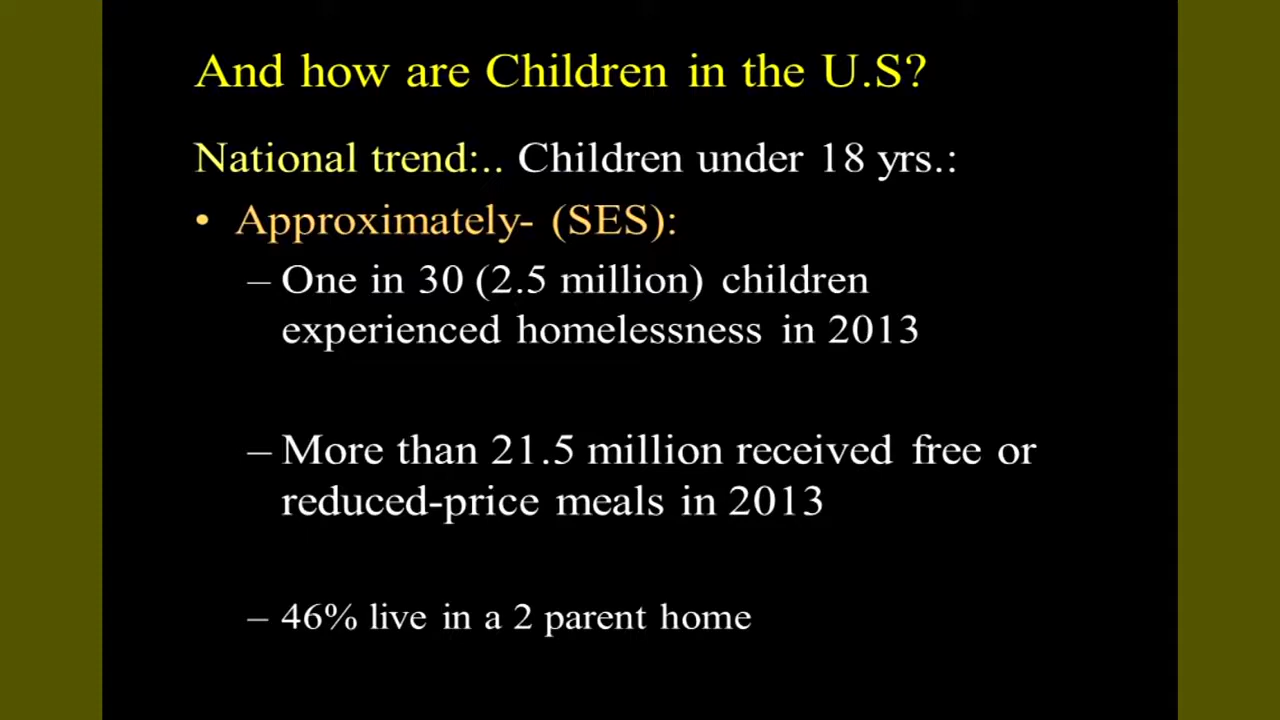 And how are Children in the U.S?
National trend:.. Children under 18 yrs.:
• Approximately- (SES):
– One in 30 (2.5 million) children
experienced homelessness in 2013
– More than 21.5 million received free or
reduced-price meals in 2013
– 46% live in a 2 parent home